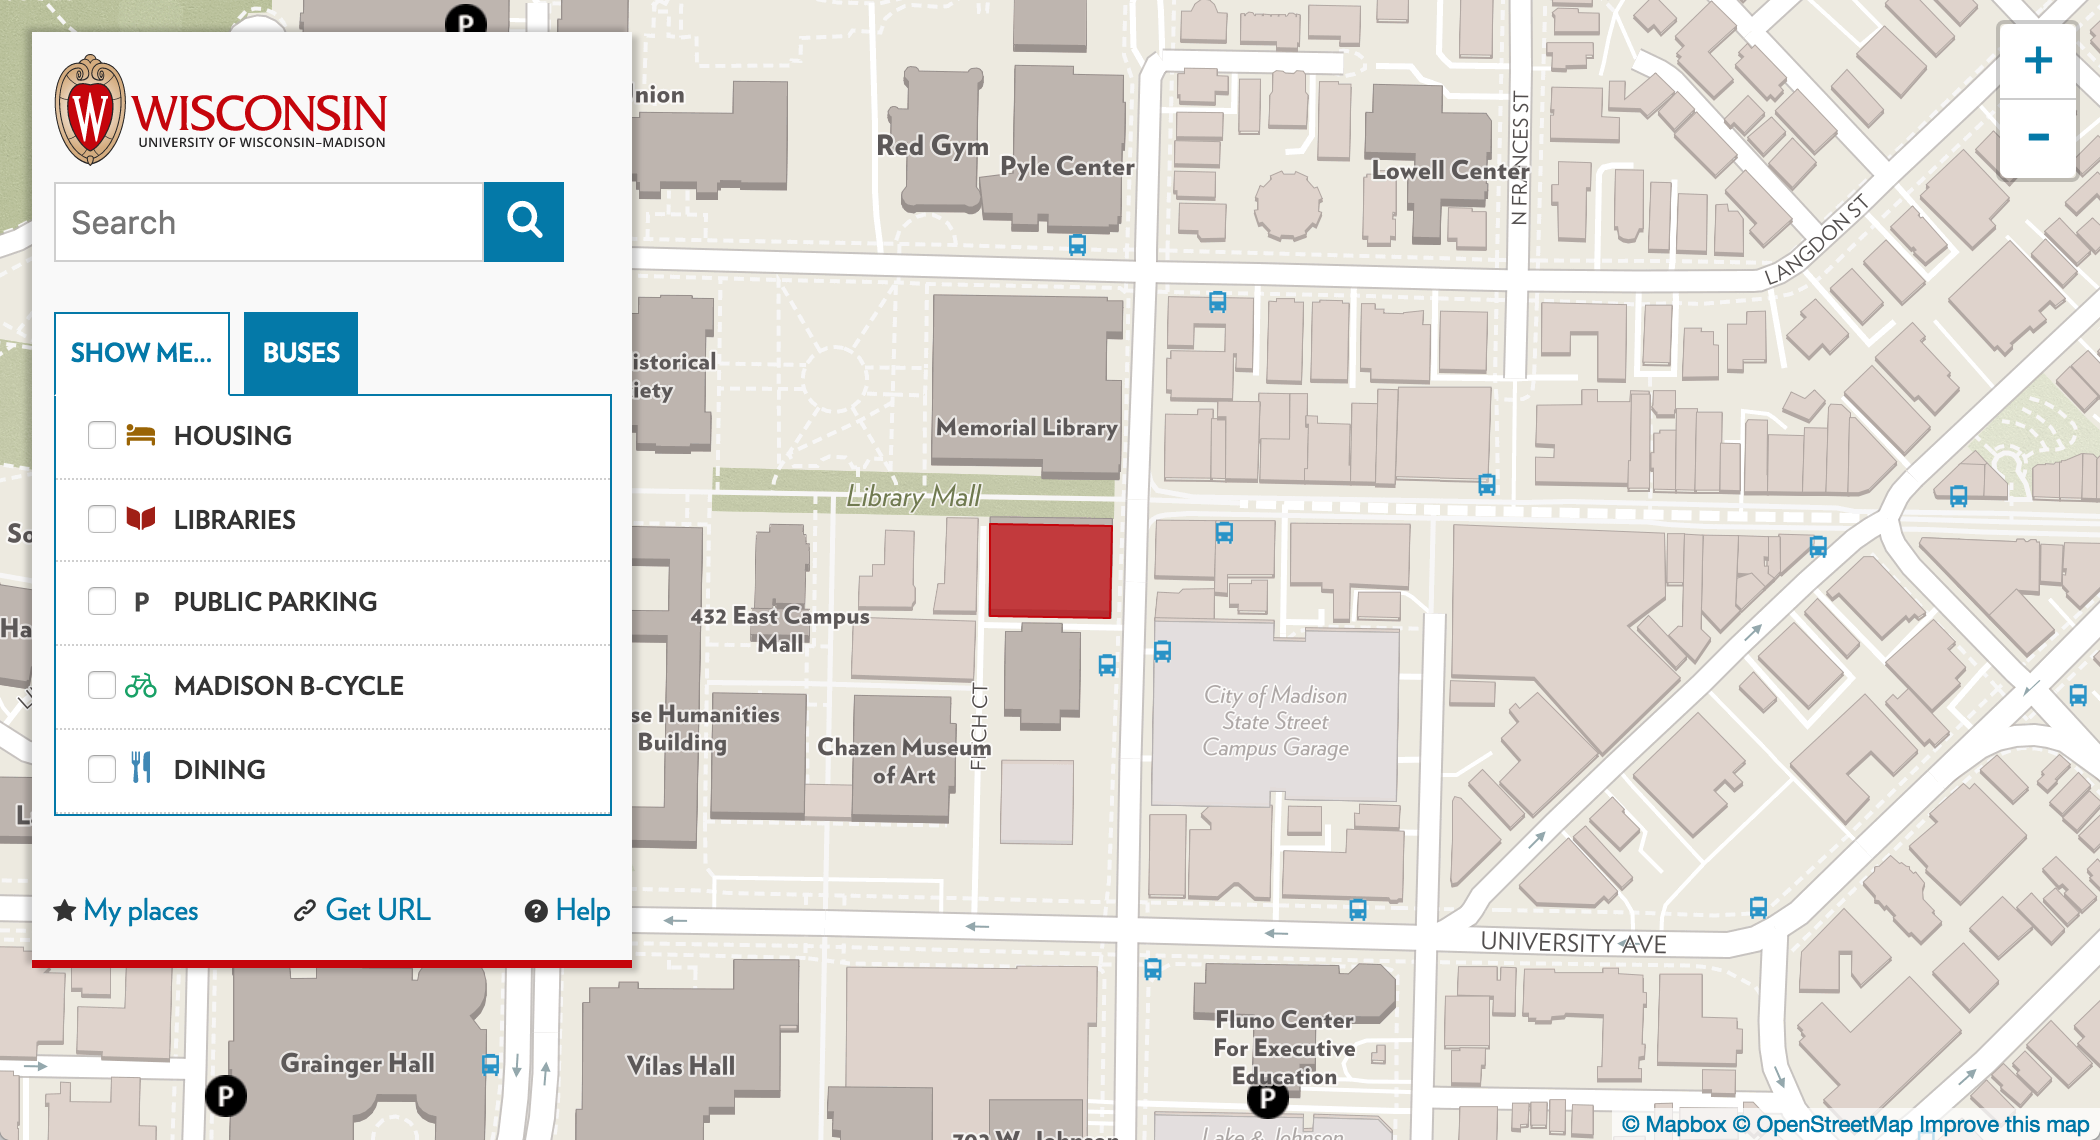 P
W
WISCONSIN
UNIVERSITY OF WISCONSIN–MADISON
Search
SHOW ME...
BUSES
HOUSING
LIBRARIES
P PUBLIC PARKING
MADISON B-CYCLE
DINING
My places
Get URL
? Help
+
-
nion
Red Gym
Pyle Center
Lowell Center
N FRANCES ST
LANGDON ST
istorical
iety
Memorial Library
Library Mall
So
Ha
432 East Campus
Mall
se Humanities
Building
Chazen Museum
of Art
FITCH CT
City of Madison
State Street
Campus Garage
UNIVERSITY AVE
Grainger Hall
P
Vilas Hall
Fluno Center
For Executive
Education
P
702 W. Johnson
Lake & Johnson
© Mapbox © OpenStreetMap Improve this map